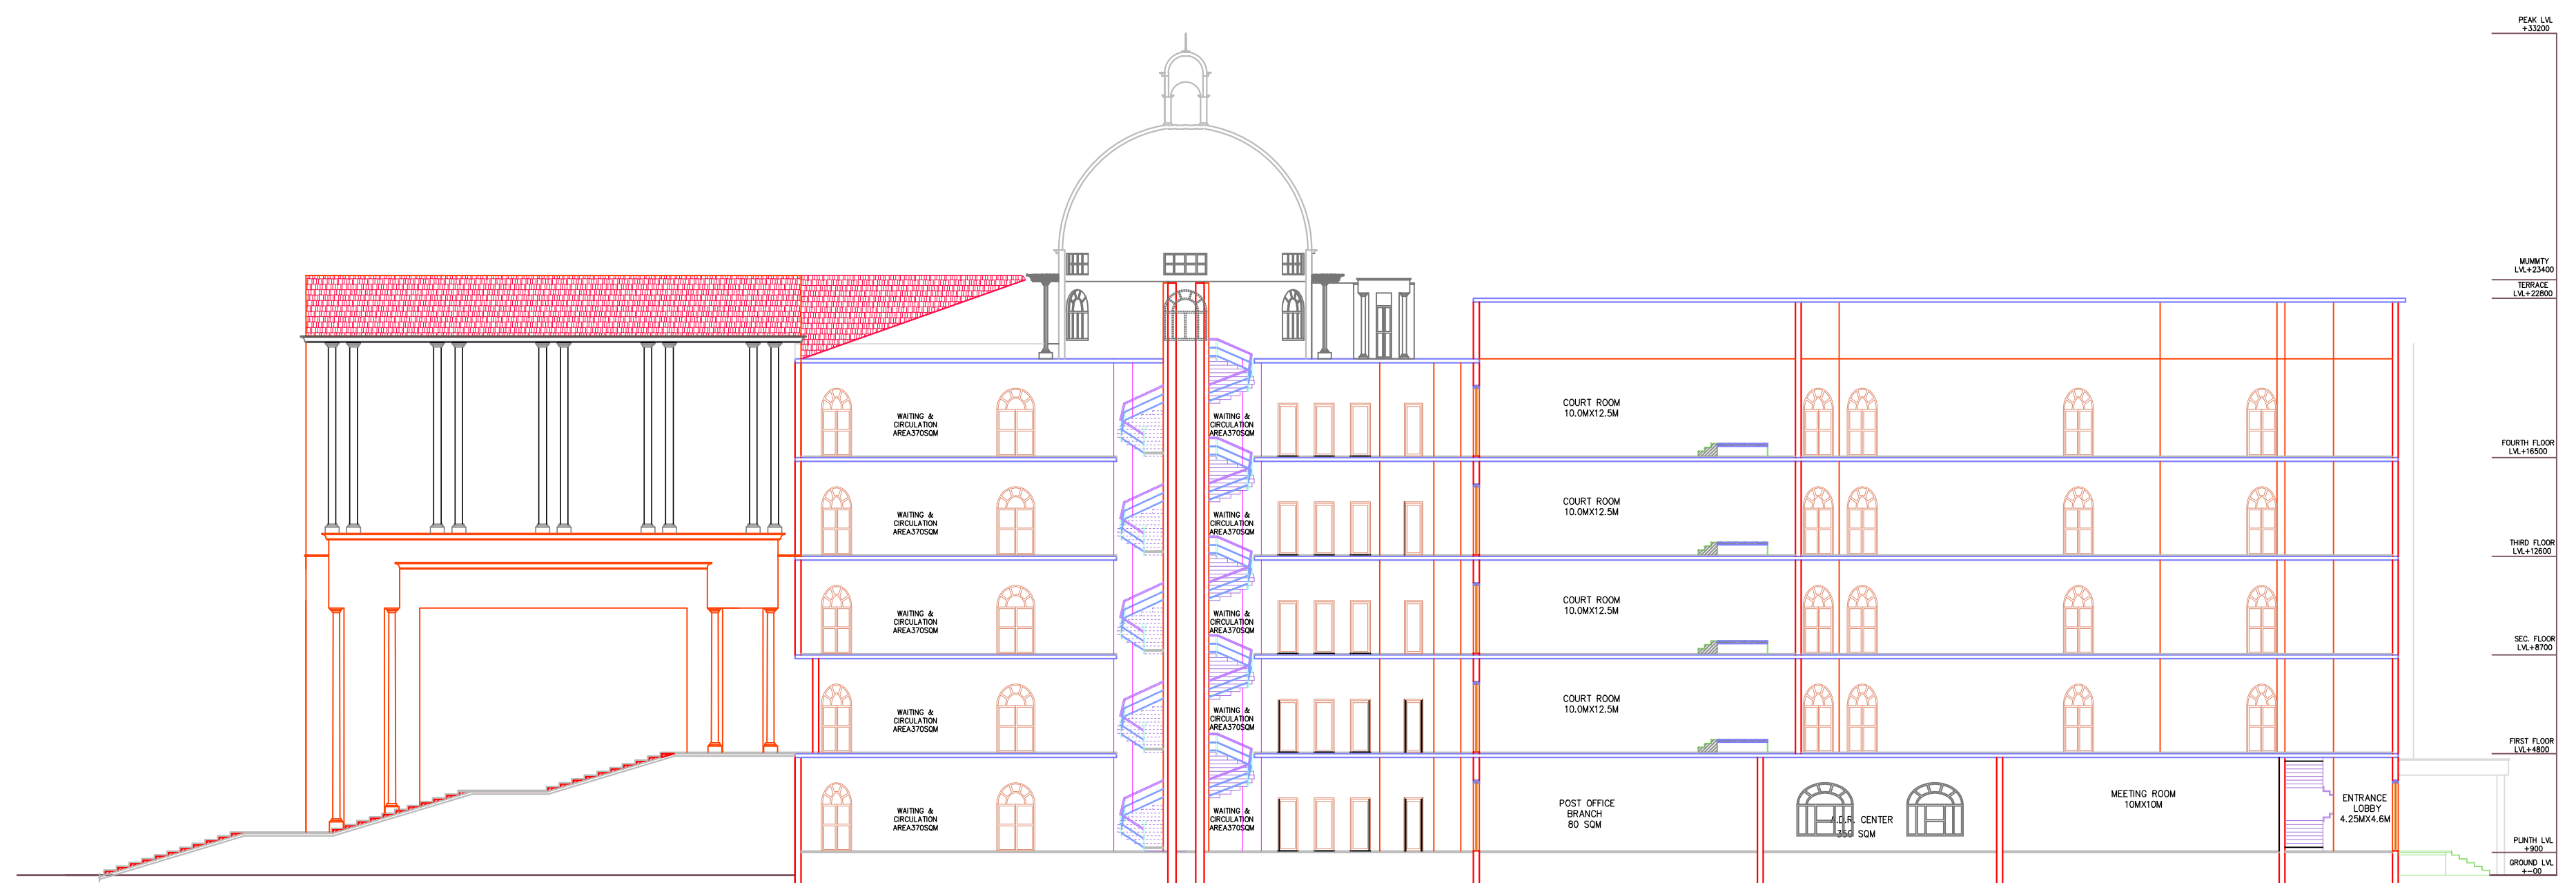 PEAK LVL
+33200
MUMMTY
LVL+23400
TERRACE
LVL+22800
WAITING &
CIRCULATION
AREA370SQM
WAITING &
CIRCULATION
AREA370SQM
COURT ROOM
10.0MX12.5M
FOURTH FLOOR
LVL+16500
WAITING &
CIRCULATION
AREA370SQM
WAITING &
CIRCULATION
AREA370SQM
COURT ROOM
10.0MX12.5M
THIRD FLOOR
LVL+12600
WAITING &
CIRCULATION
AREA370SQM
WAITING &
CIRCULATION
AREA370SQM
COURT ROOM
10.0MX12.5M
SEC. FLOOR
LVL+8700
WAITING &
CIRCULATION
AREA370SQM
WAITING &
CIRCULATION
AREA370SQM
COURT ROOM
10.0MX12.5M
FIRST FLOOR
LVL+4800
WAITING &
CIRCULATION
AREA370SQM
WAITING &
CIRCULATION
AREA370SQM
POST OFFICE
BRANCH
80 SQM
A.D.R. CENTER
350 SQM
MEETING ROOM
10MX10M
ENTRANCE
LOBBY
4.25MX4.6M
PLINTH LVL
+900
GROUND LVL
+-00